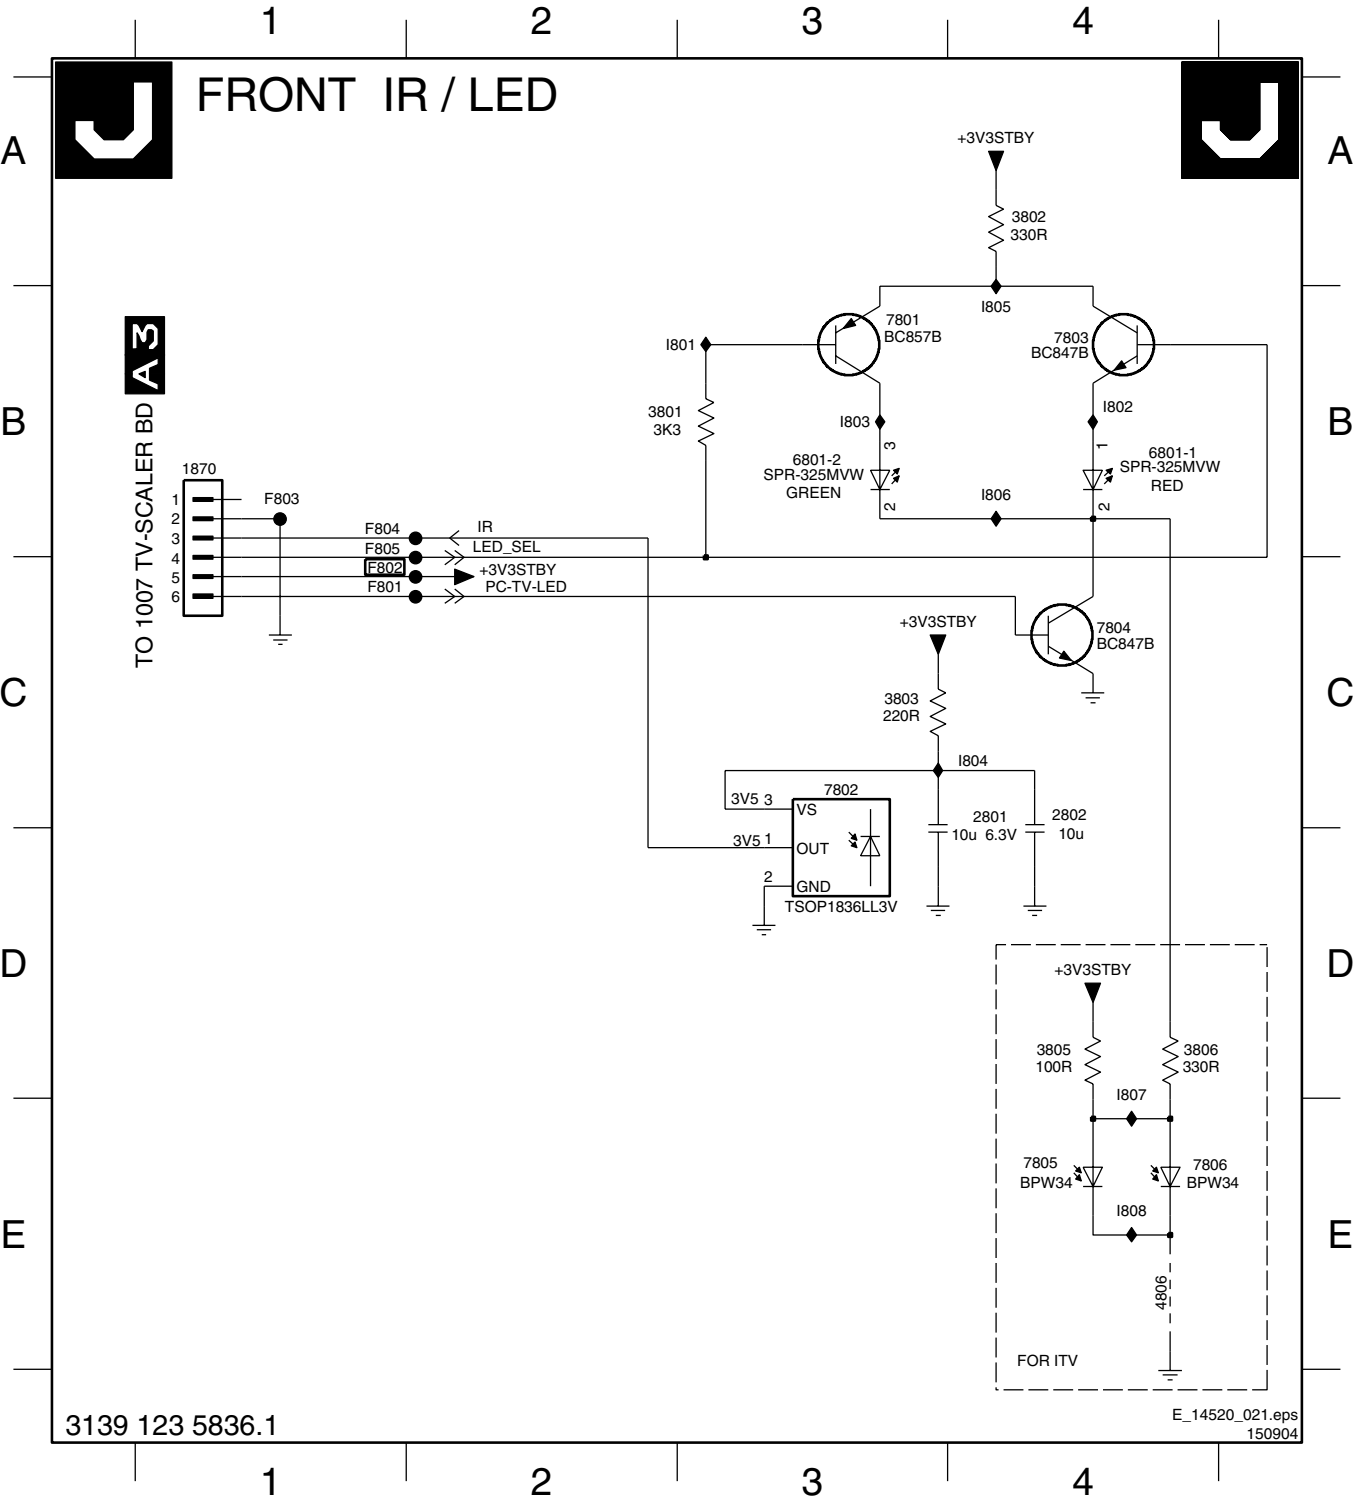 1
2
3
4
J
FRONT IR / LED
J
A
A
+3V3STBY
3802
330R
I805
7801
BC857B
7803
BC847B
I801
A3
TO 1007 TV-SCALER BD
B
B
3801
3K3
I803
I802
3
1
6801-2
SPR-325MVW
GREEN
6801-1
SPR-325MVW
RED
2
2
I806
1870
1
2
3
4
5
6
F803
F804
IR
F805
LED_SEL
F802
+3V3STBY
F801
PC-TV-LED
+3V3STBY
7804
BC847B
C
C
3803
220R
I804
7802
3V5 3
VS
3V5 1
OUT
2
GND
TSOP1836LL3V
2801
10u 6.3V
2802
10u
D
D
+3V3STBY
3805
100R
3806
330R
I807
7805
BPW34
7806
BPW34
I808
E
E
4806
FOR ITV
3139 123 5836.1
E_14520_021.eps
150904
1
2
3
4